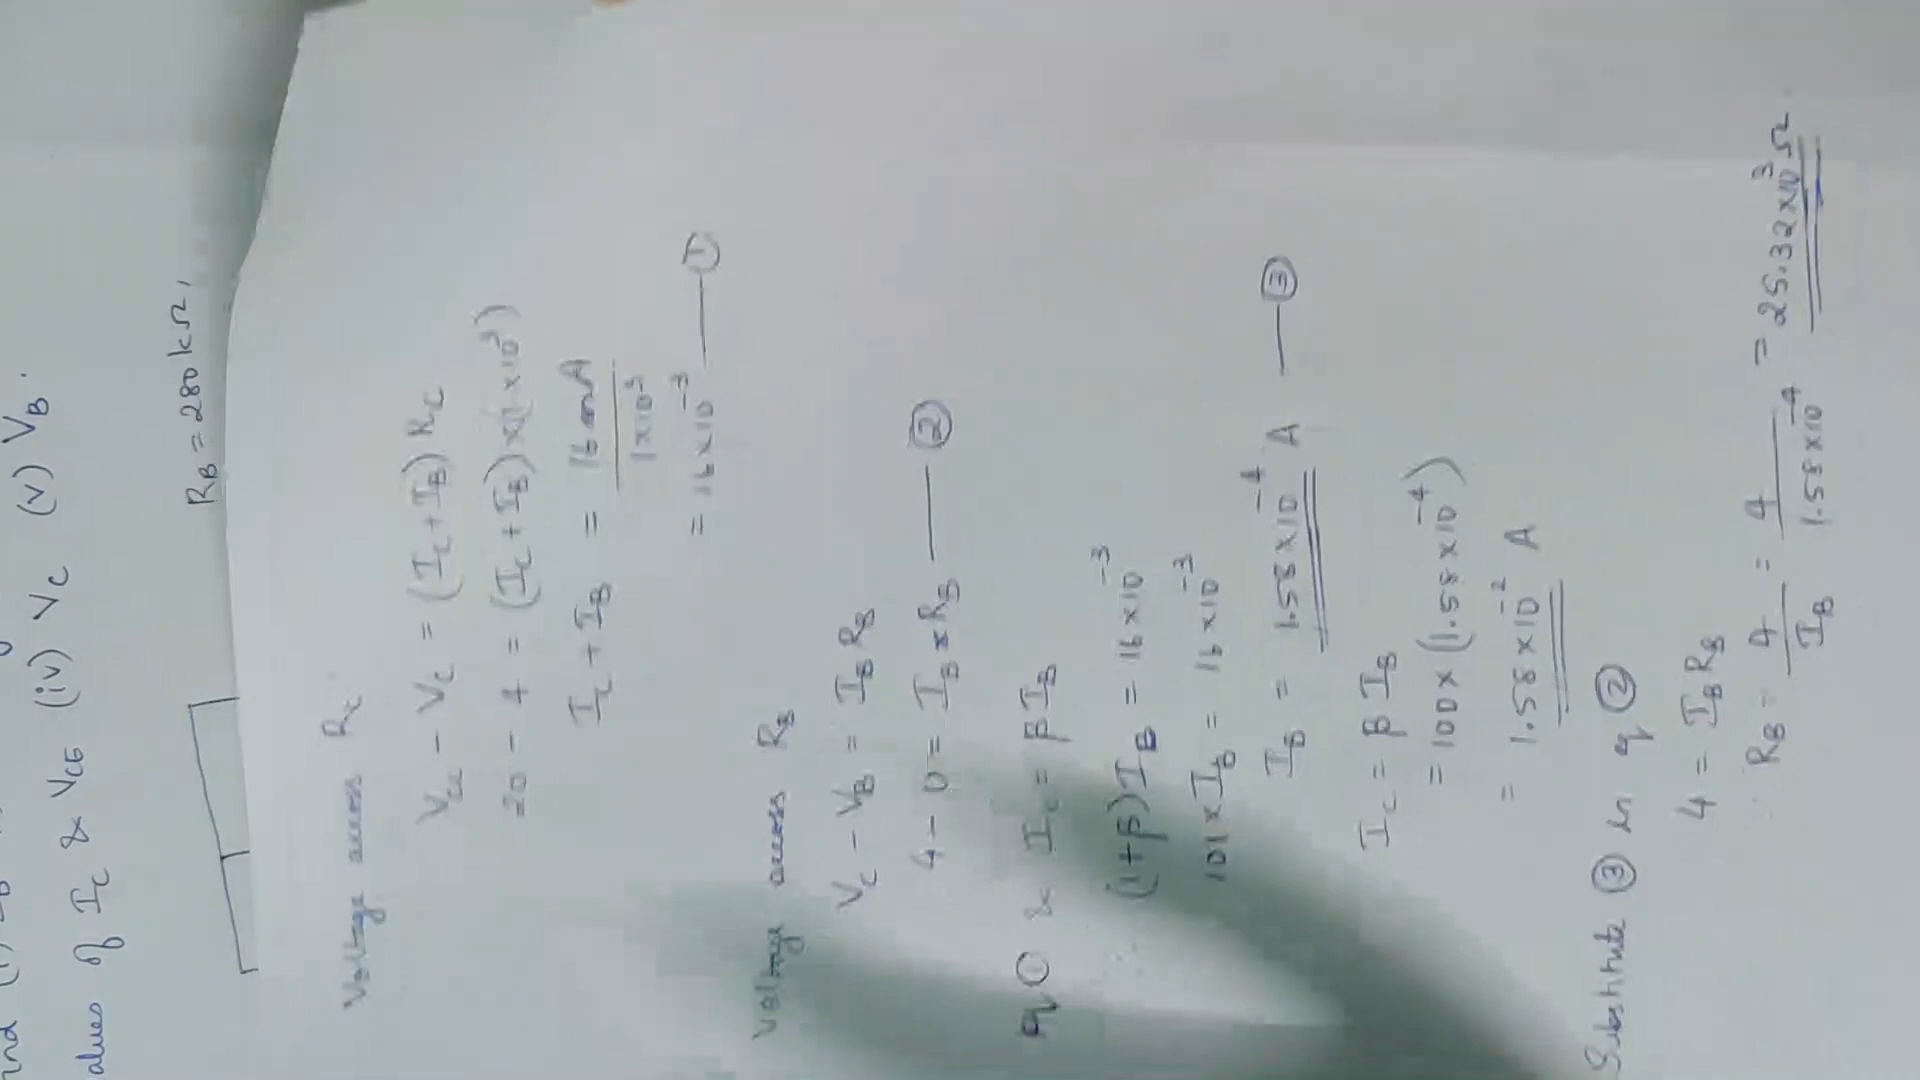 alues of I_C & V_CE (iv) V_C (v) V_B.
R_B = 280 kΩ,
Voltage across R_C
V_CC - V_C = (I_C + I_B) R_C
20 - 4 = (I_C + I_B) × (1 × 10^3)
I_C + I_B = 16 / 1×10^3
= 16×10^-3 —— ①
Voltage across R_B
V_C - V_B = I_B R_B
4 - 0 = I_B × R_B —— ②
eq ① & I_C = β I_B
(1+β) I_B = 16×10^-3
101 × I_B = 16×10^-3
I_B = 1.58×10^-4 A —— ③
I_C = β I_B
= 100 × (1.58×10^-4)
= 1.58×10^-2 A
Substitute ③ in eq ②
4 = I_B R_B
∴ R_B = 4 / I_B = 4 / 1.58×10^-4 = 25.32×10^3 Ω